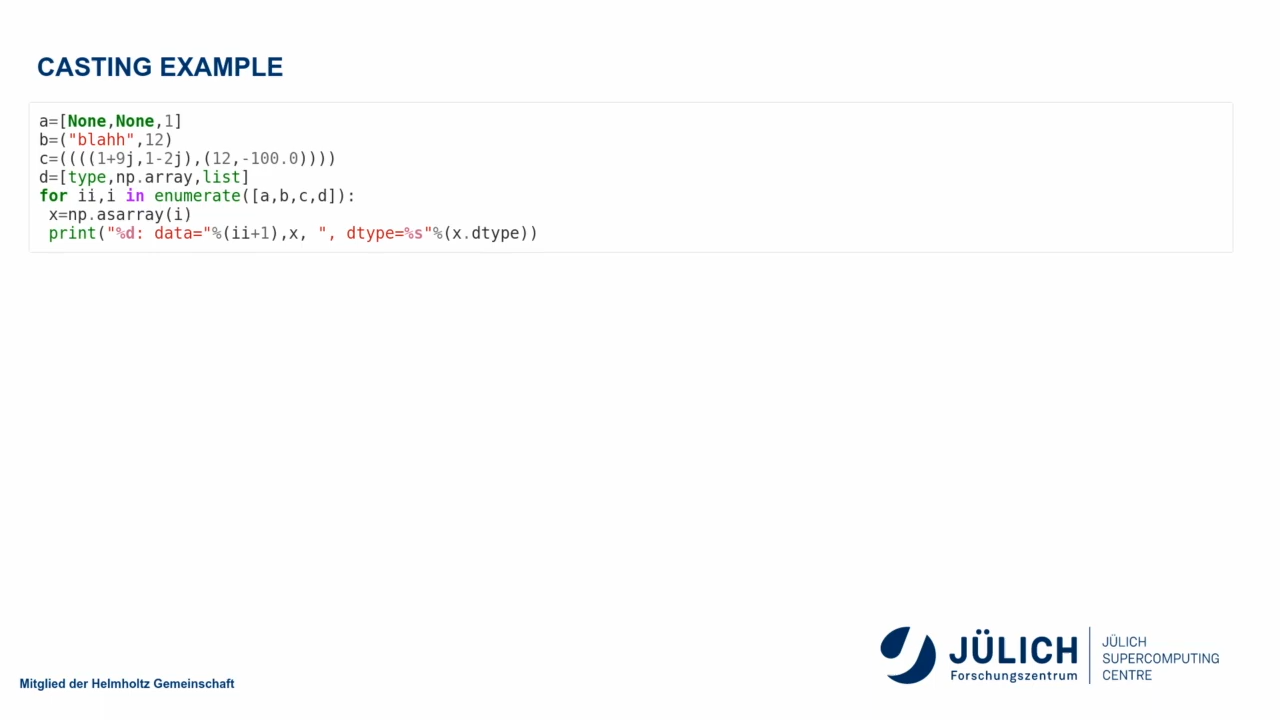 CASTING EXAMPLE
a=[None,None,1]
b=("blahh",12)
c=((((1+9j,1-2j),(12,-100.0))))
d=[type,np.array,list]
for ii,i in enumerate([a,b,c,d]):
 x=np.asarray(i)
 print("%d: data="%(ii+1),x, ", dtype=%s"%(x.dtype))
JÜLICH
Forschungszentrum
JÜLICH
SUPERCOMPUTING
CENTRE
Mitglied der Helmholtz Gemeinschaft